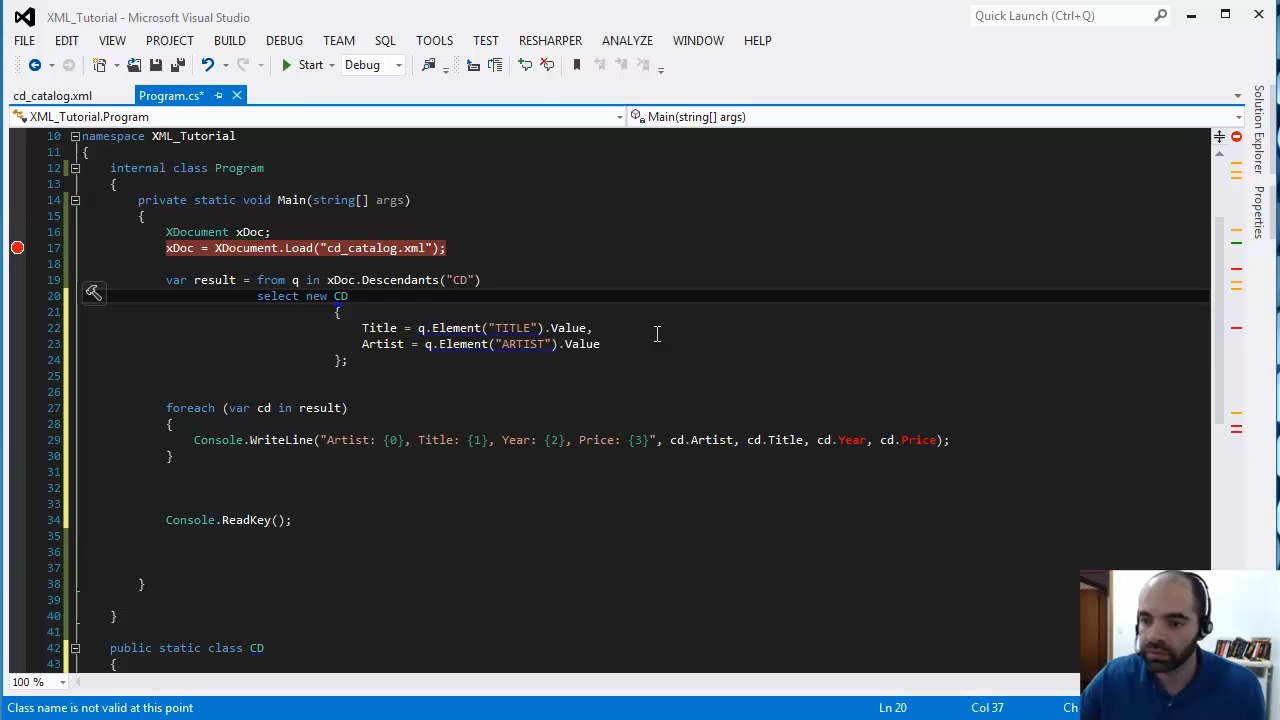 XML_Tutorial - Microsoft Visual Studio
Quick Launch (Ctrl+Q)
FILE EDIT VIEW PROJECT BUILD DEBUG TEAM SQL TOOLS TEST RESHARPER ANALYZE WINDOW HELP
Start Debug
cd_catalog.xml Program.cs*
XML_Tutorial.Program Main(string[] args)
10 namespace XML_Tutorial
11 {
12 internal class Program
13 {
14 private static void Main(string[] args)
15 {
16 XDocument xDoc;
17 xDoc = XDocument.Load("cd_catalog.xml");
18
19 var result = from q in xDoc.Descendants("CD")
20 select new CD
21 {
22 Title = q.Element("TITLE").Value,
23 Artist = q.Element("ARTIST").Value
24 };
25
26
27 foreach (var cd in result)
28 {
29 Console.WriteLine("Artist: {0}, Title: {1}, Year: {2}, Price: {3}", cd.Artist, cd.Title, cd.Year, cd.Price);
30 }
31
32
33
34 Console.ReadKey();
35
36
37
38 }
39
40 }
41
42 public static class CD
43 {
100 %
Class name is not valid at this point Ln 20 Col 37 Ch
Solution Explorer
Properties